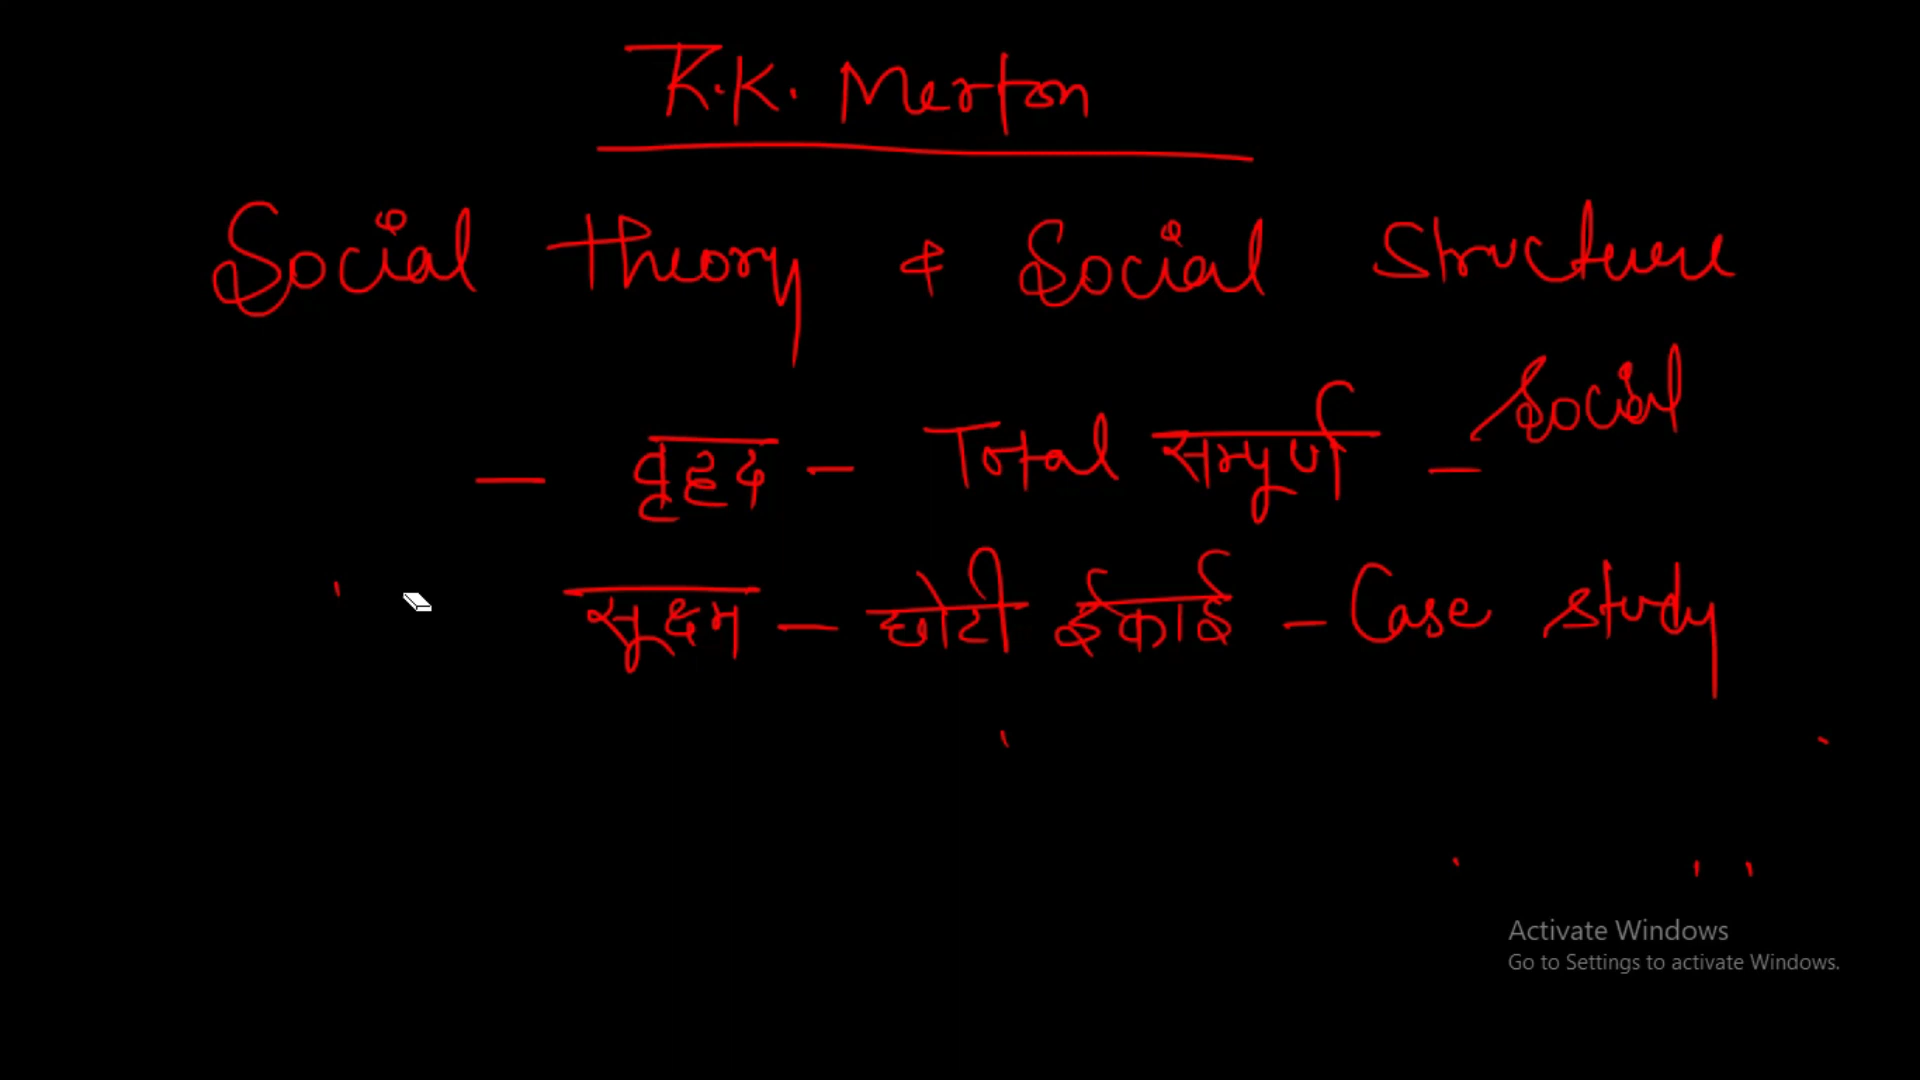 R.K. Merton
Social theory & Social Structure
— वृहद — Total सम्पूर्ण — Social
सूक्ष्म — छोटी ईकाई — Case study
Activate Windows
Go to Settings to activate Windows.